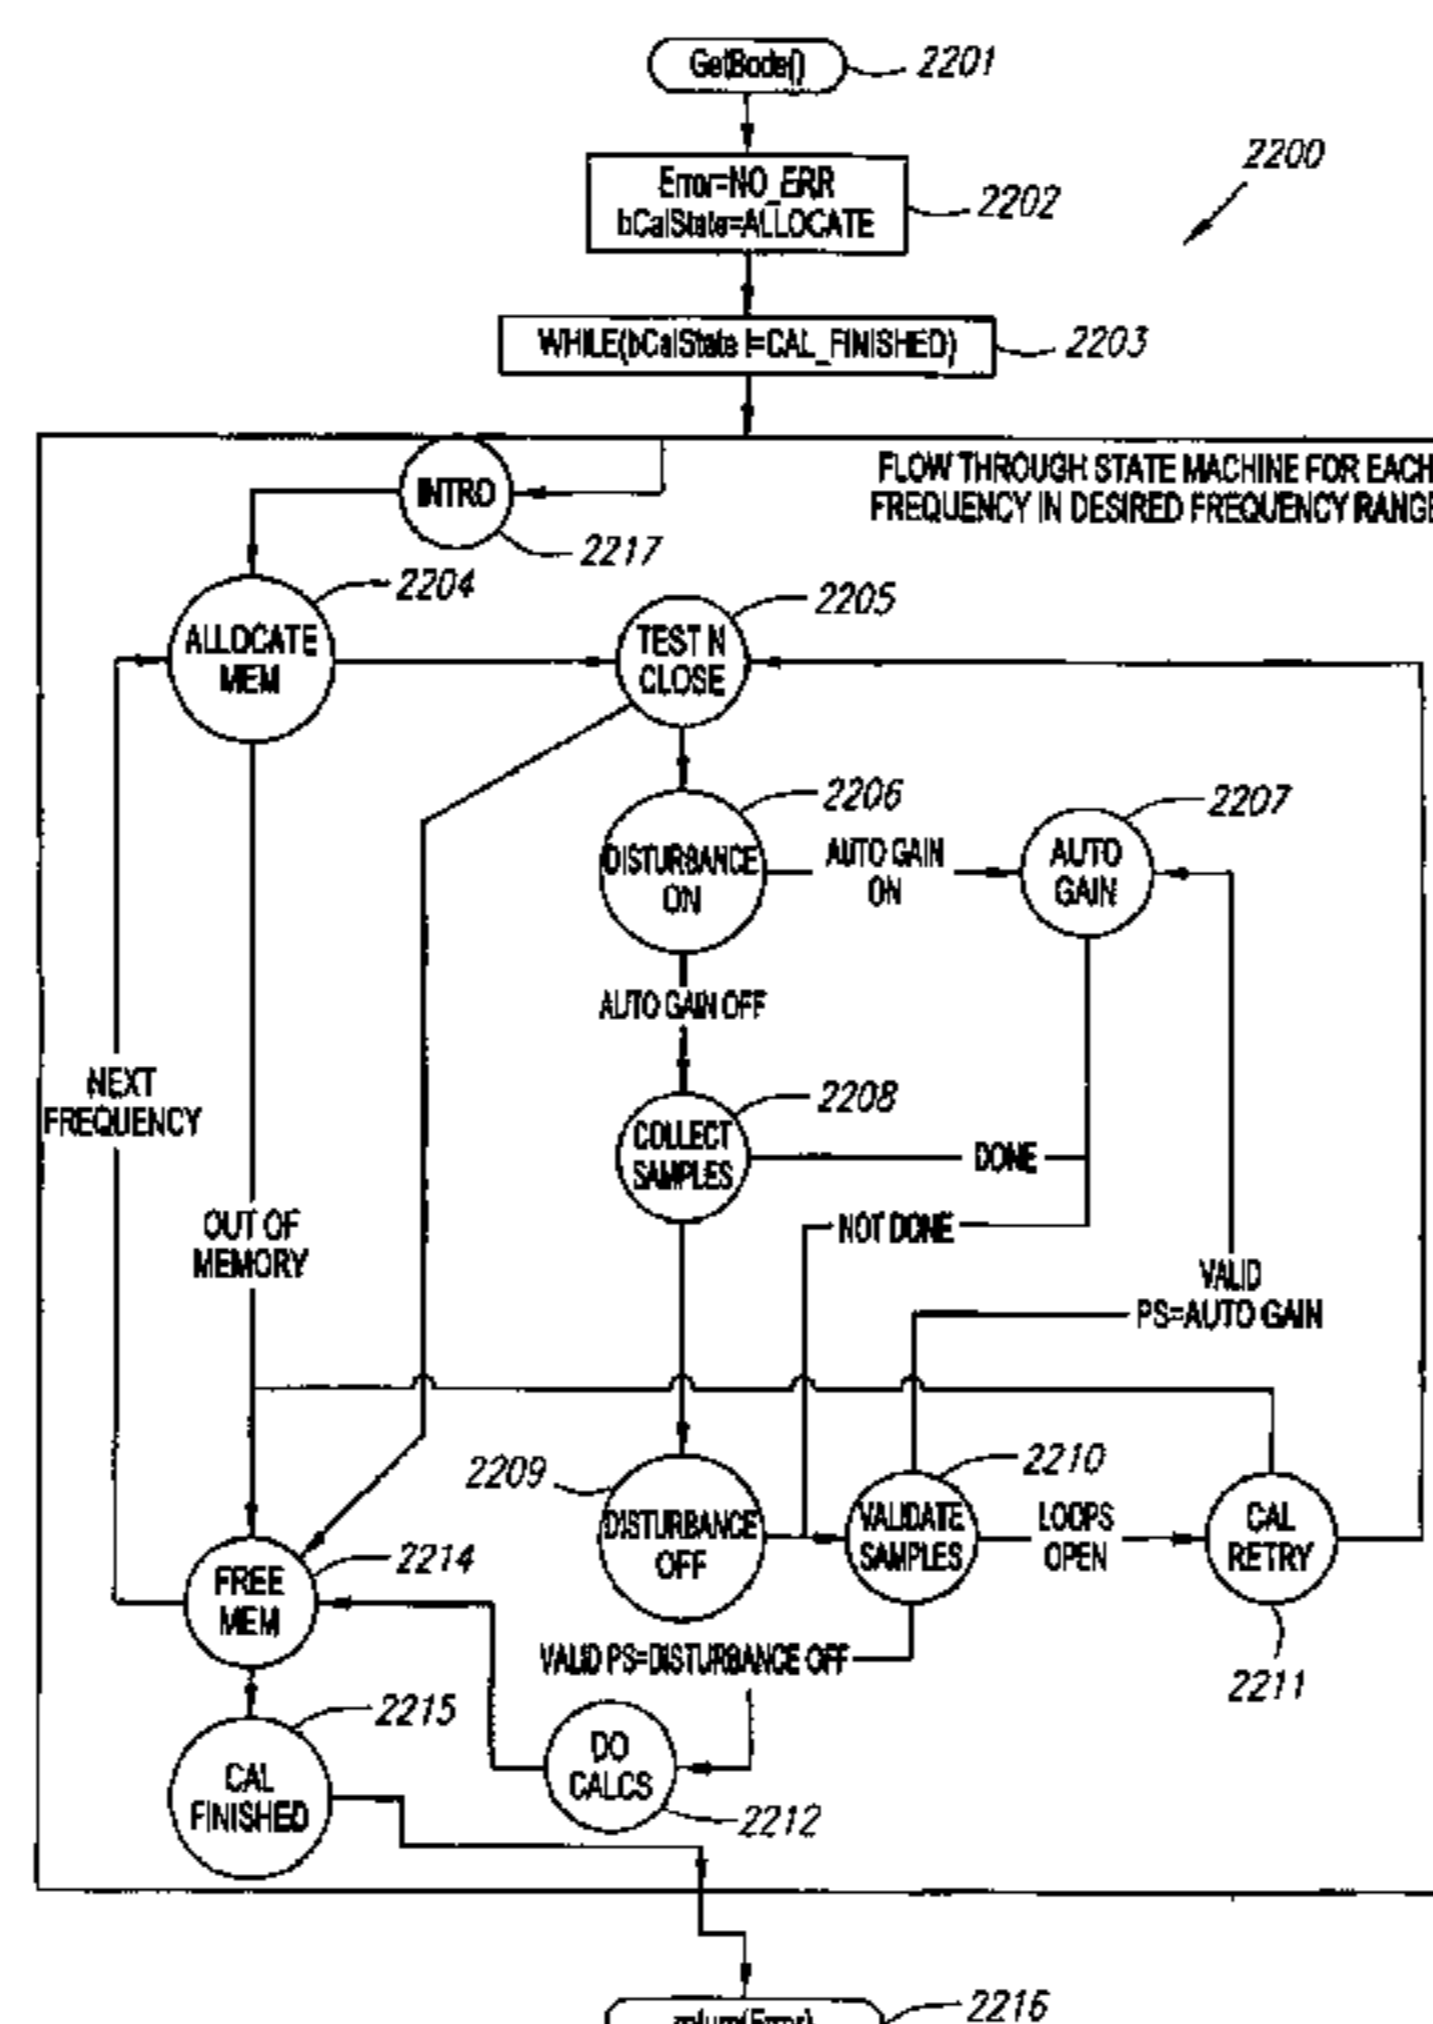 GetBode()
2201
2200
Error=NO_ERR
bCalState=ALLOCATE
2202
WHILE(bCalState !=CAL_FINISHED)
2203
FLOW THROUGH STATE MACHINE FOR EACH
FREQUENCY IN DESIRED FREQUENCY RANGE
INTRO
2217
2204
ALLOCATE
MEM
2205
TEST N
CLOSE
2206
DISTURBANCE
ON
AUTO GAIN
ON
2207
AUTO
GAIN
AUTO GAIN OFF
NEXT
FREQUENCY
2208
COLLECT
SAMPLES
DONE
OUT OF
MEMORY
NOT DONE
VALID
PS=AUTO GAIN
2209
DISTURBANCE
OFF
2210
VALIDATE
SAMPLES
LOOPS
OPEN
CAL
RETRY
2211
2214
FREE
MEM
VALID PS=DISTURBANCE OFF
2215
CAL
FINISHED
DO
CALCS
2212
return(Error)
2216